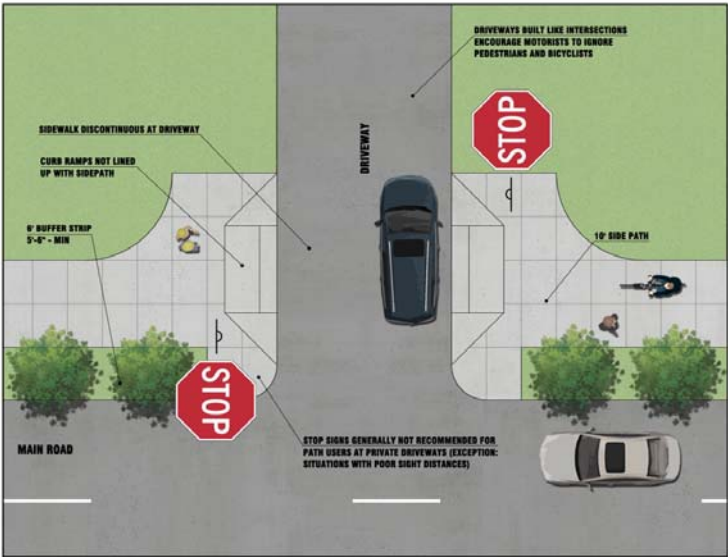 DRIVEWAYS BUILT LIKE INTERSECTIONS
ENCOURAGE MOTORISTS TO IGNORE
PEDESTRIANS AND BICYCLISTS
STOP
SIDEWALK DISCONTINUOUS AT DRIVEWAY
DRIVEWAY
CURB RAMPS NOT LINED
UP WITH SIDEPATH
6' BUFFER STRIP
5'-6" - MIN
10' SIDE PATH
STOP
STOP SIGNS GENERALLY NOT RECOMMENDED FOR
PATH USERS AT PRIVATE DRIVEWAYS (EXCEPTION:
SITUATIONS WITH POOR SIGHT DISTANCES)
MAIN ROAD